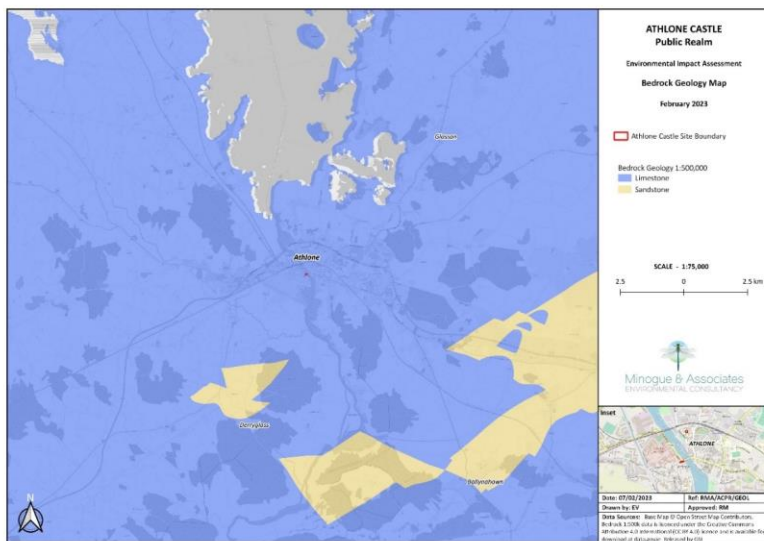 ATHLONE CASTLE
Public Realm
Environmental Impact Assessment
Bedrock Geology Map
February 2023
Athlone Castle Site Boundary
Bedrock Geology 1:500,000
Limestone
Sandstone
SCALE - 1:75,000
2.5 0 2.5 km
Minogue & Associates
ENVIRONMENTAL CONSULTANCY
Inset
ATHLONE
Date: 07/02/2023 Ref: RMA/ACPR/GEOL
Drawn by: EV Approved: RM
Data Sources: Base Map © Open Street Map Contributors.
Glassan
Athlone
Derryglass
Ballynahown
N